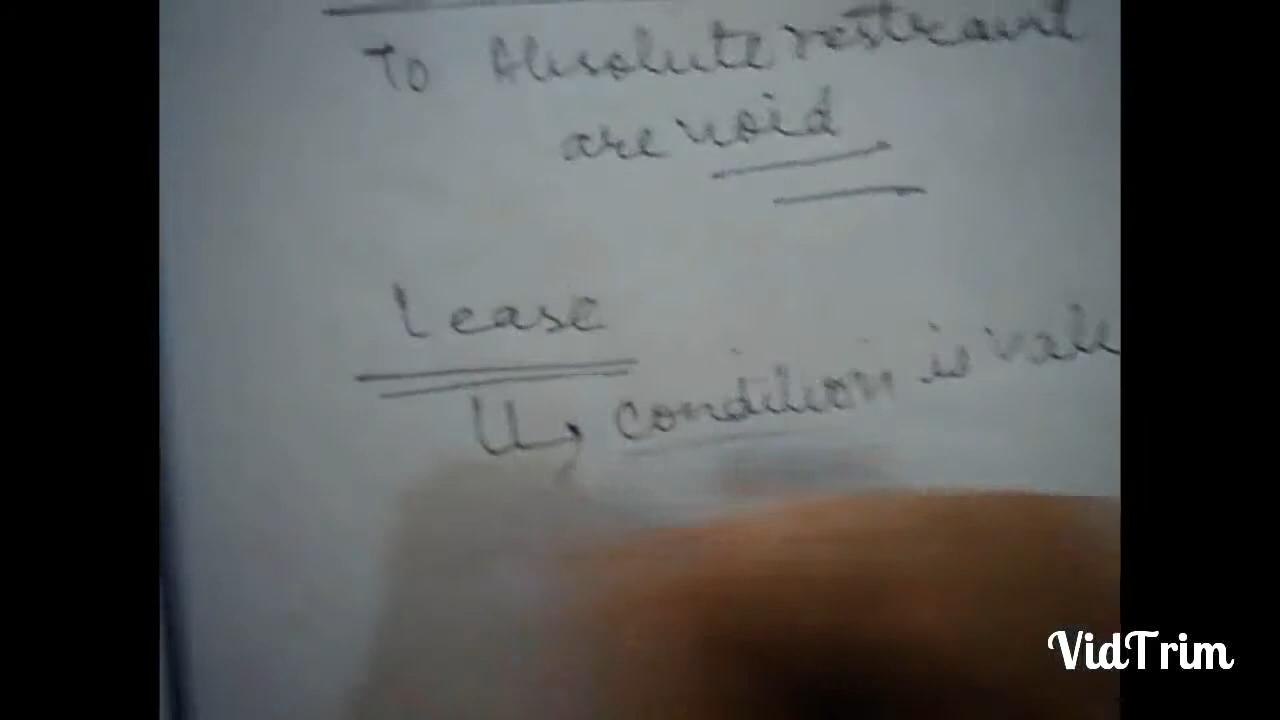 To Absolute restraint
are void
Lease
condition is vali
VidTrim